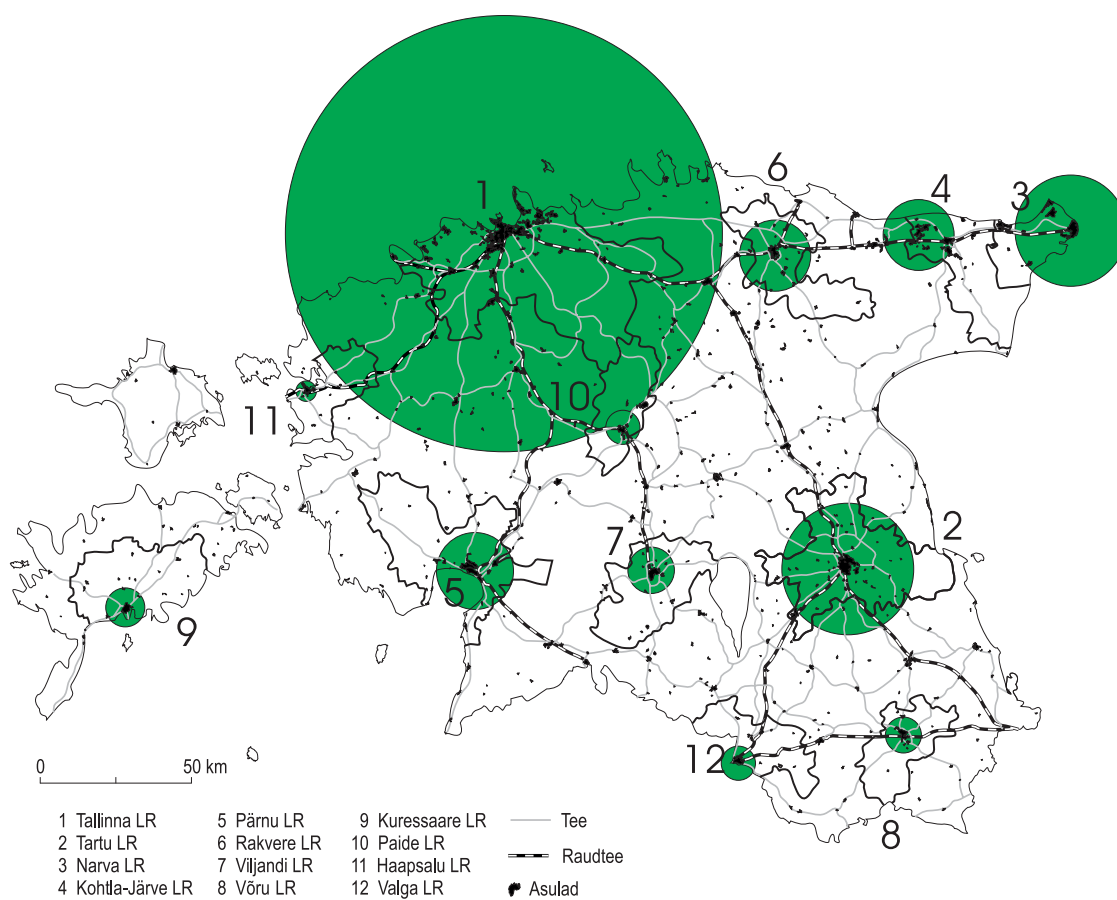 1
6
4
3
10
11
2
7
5
9
12
8
0 50 km
1 Tallinna LR
2 Tartu LR
3 Narva LR
4 Kohtla-Järve LR
5 Pärnu LR
6 Rakvere LR
7 Viljandi LR
8 Võru LR
9 Kuressaare LR
10 Paide LR
11 Haapsalu LR
12 Valga LR
Tee
Raudtee
Asulad